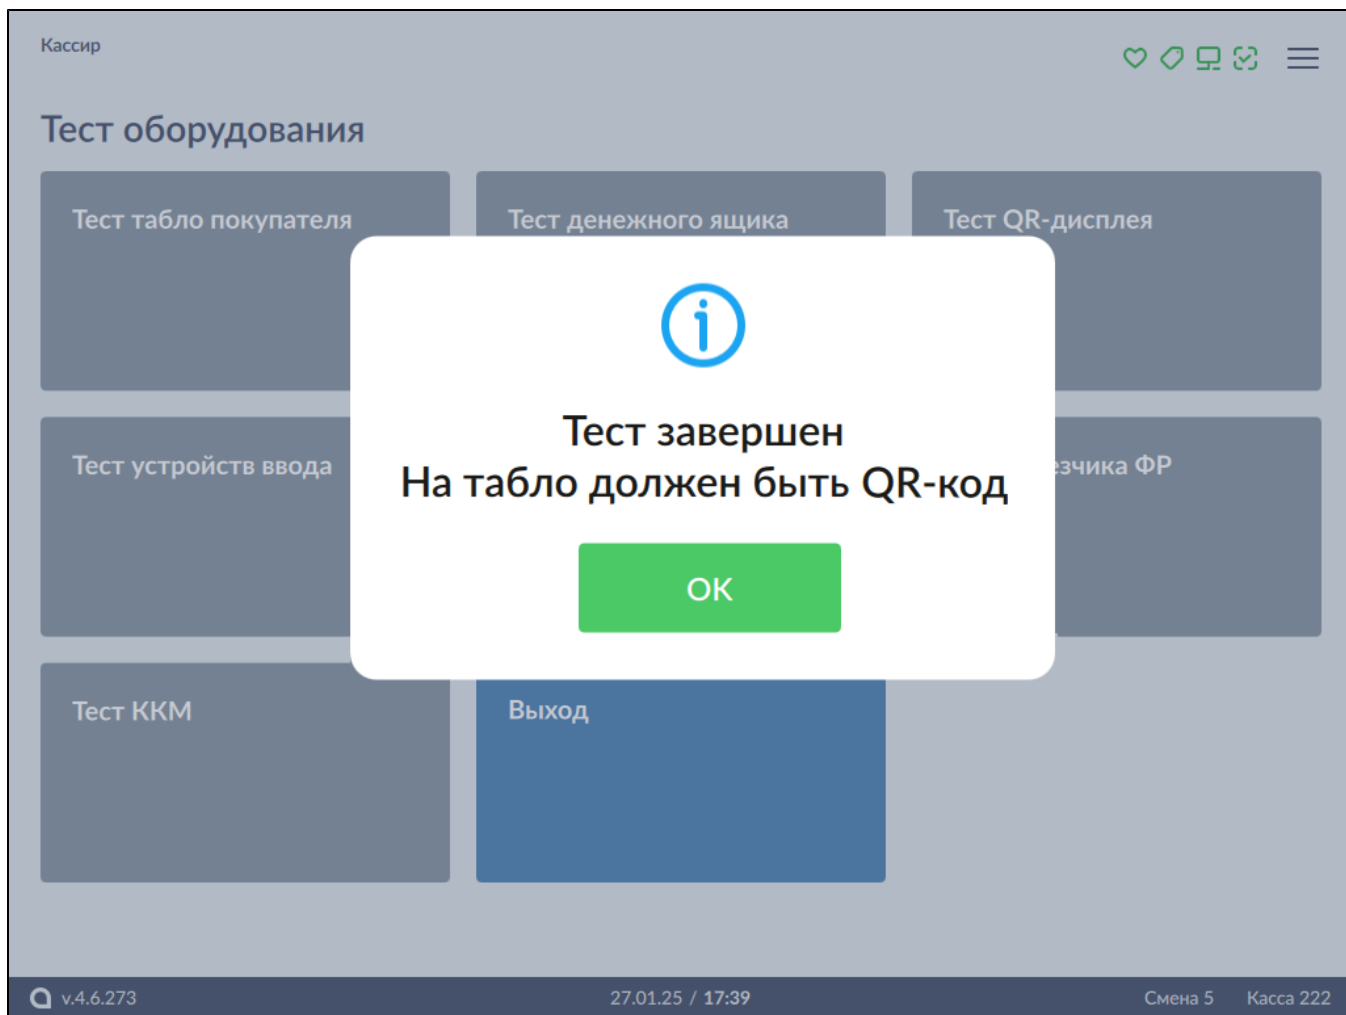 Кассир
Тест оборудования
Тест табло покупателя
Тест денежного ящика
Тест QR-дисплея
Тест завершен
На табло должен быть QR-код
OK
Тест устройств ввода
ФР
Тест ККМ
Выход
v.4.6.273
27.01.25 / 17:39
Смена 5
Касса 222